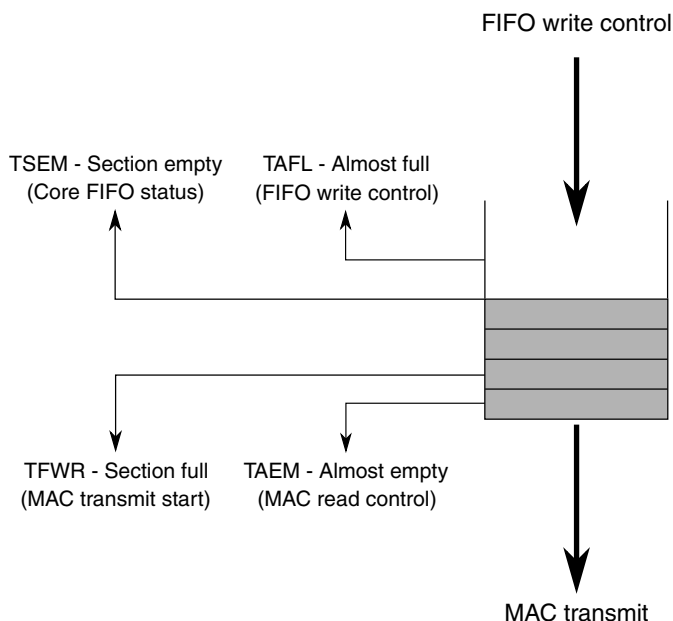 FIFO write control
TSEM - Section empty
(Core FIFO status)
TAFL - Almost full
(FIFO write control)
TFWR - Section full
(MAC transmit start)
TAEM - Almost empty
(MAC read control)
MAC transmit